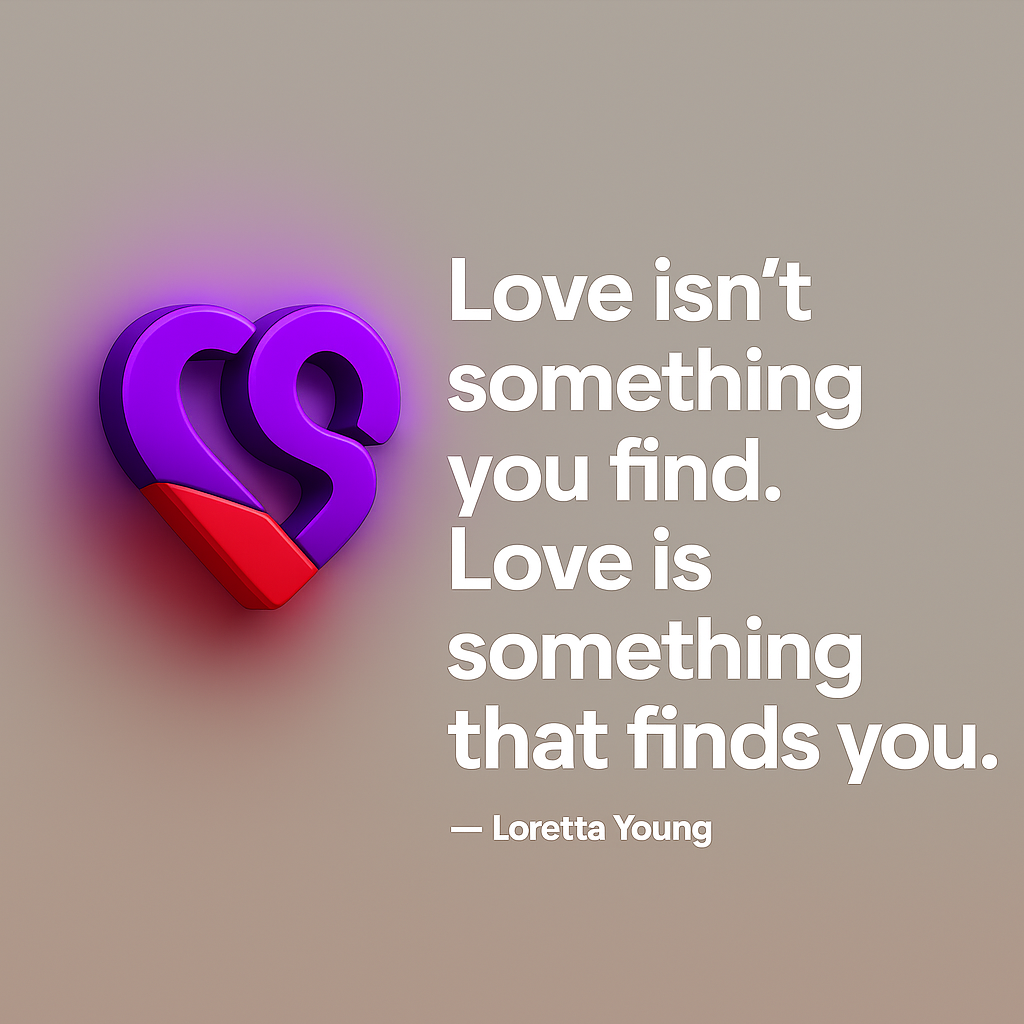 Love isn’t
something
you find.
Love is
something
that finds you.
— Loretta Young